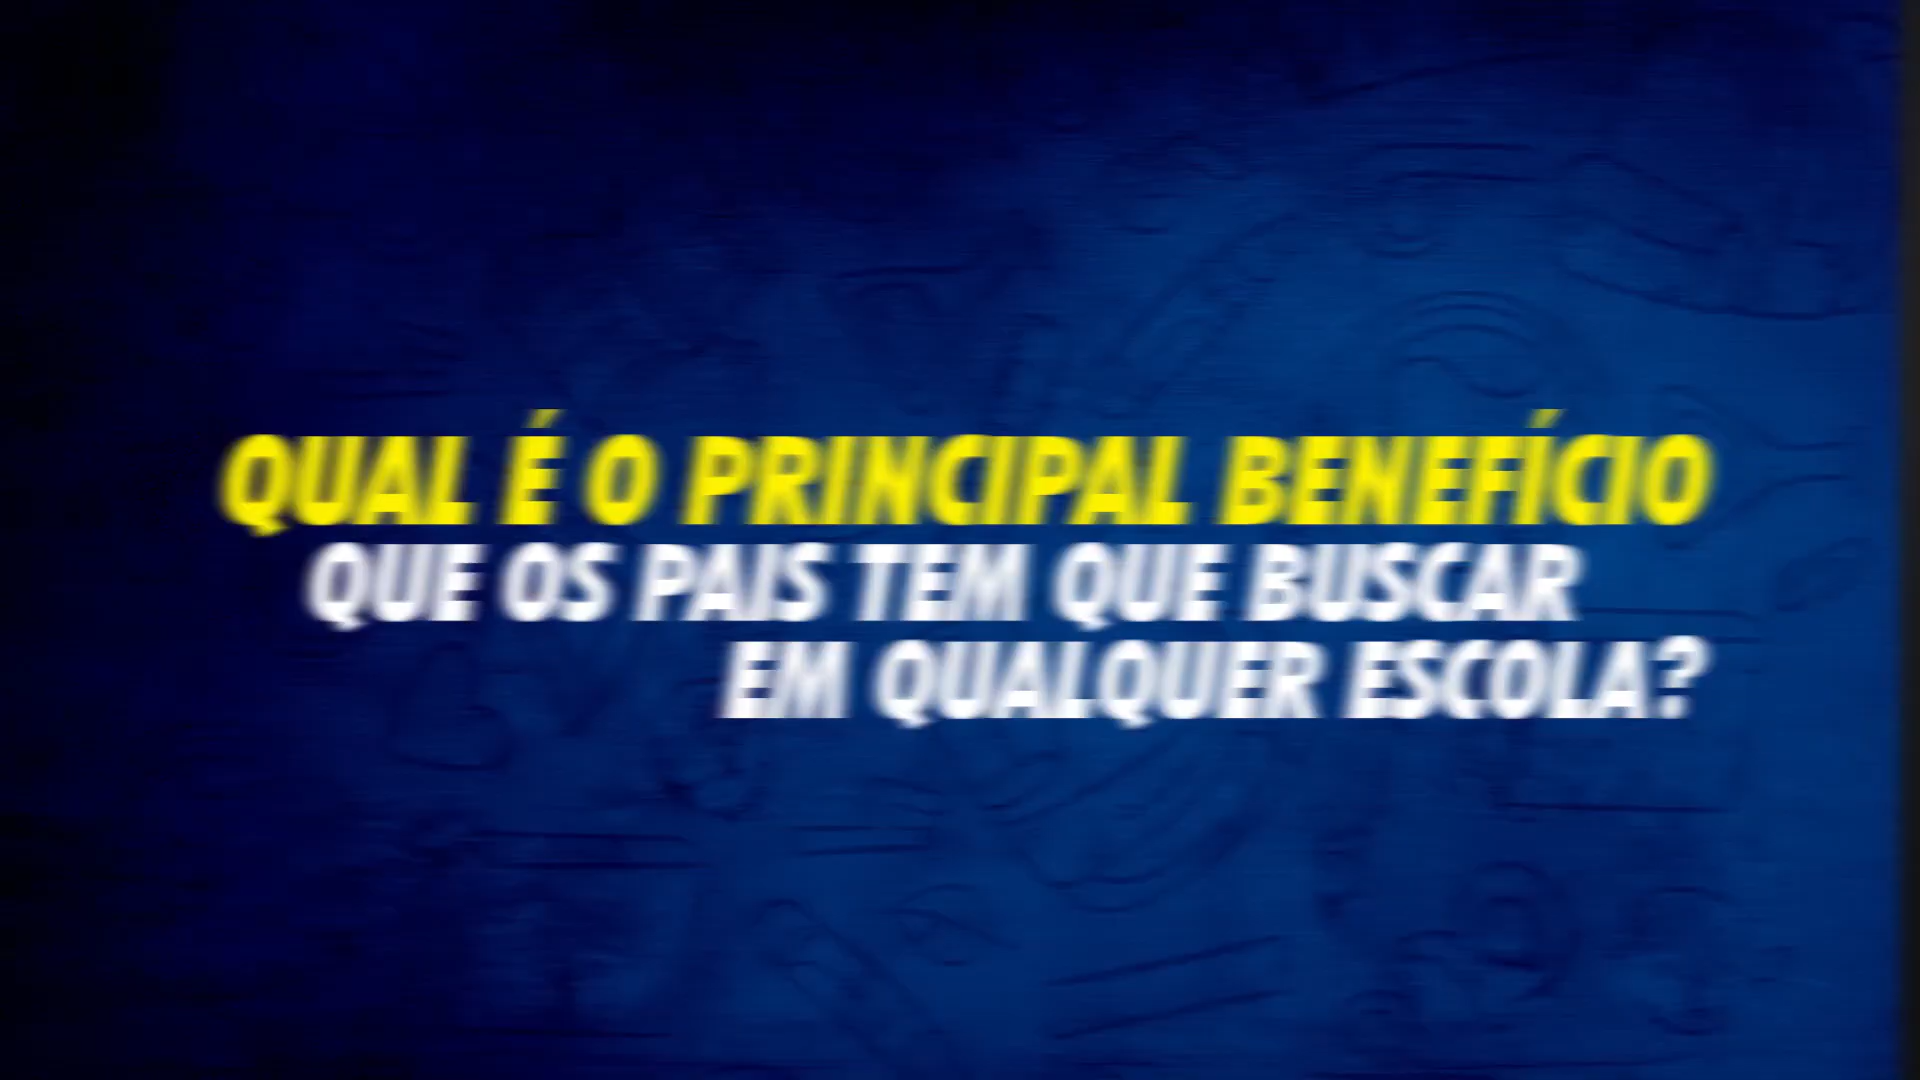 QUAL É O PRINCIPAL BENEFÍCIO
QUE OS PAIS TEM QUE BUSCAR
EM QUALQUER ESCOLA?